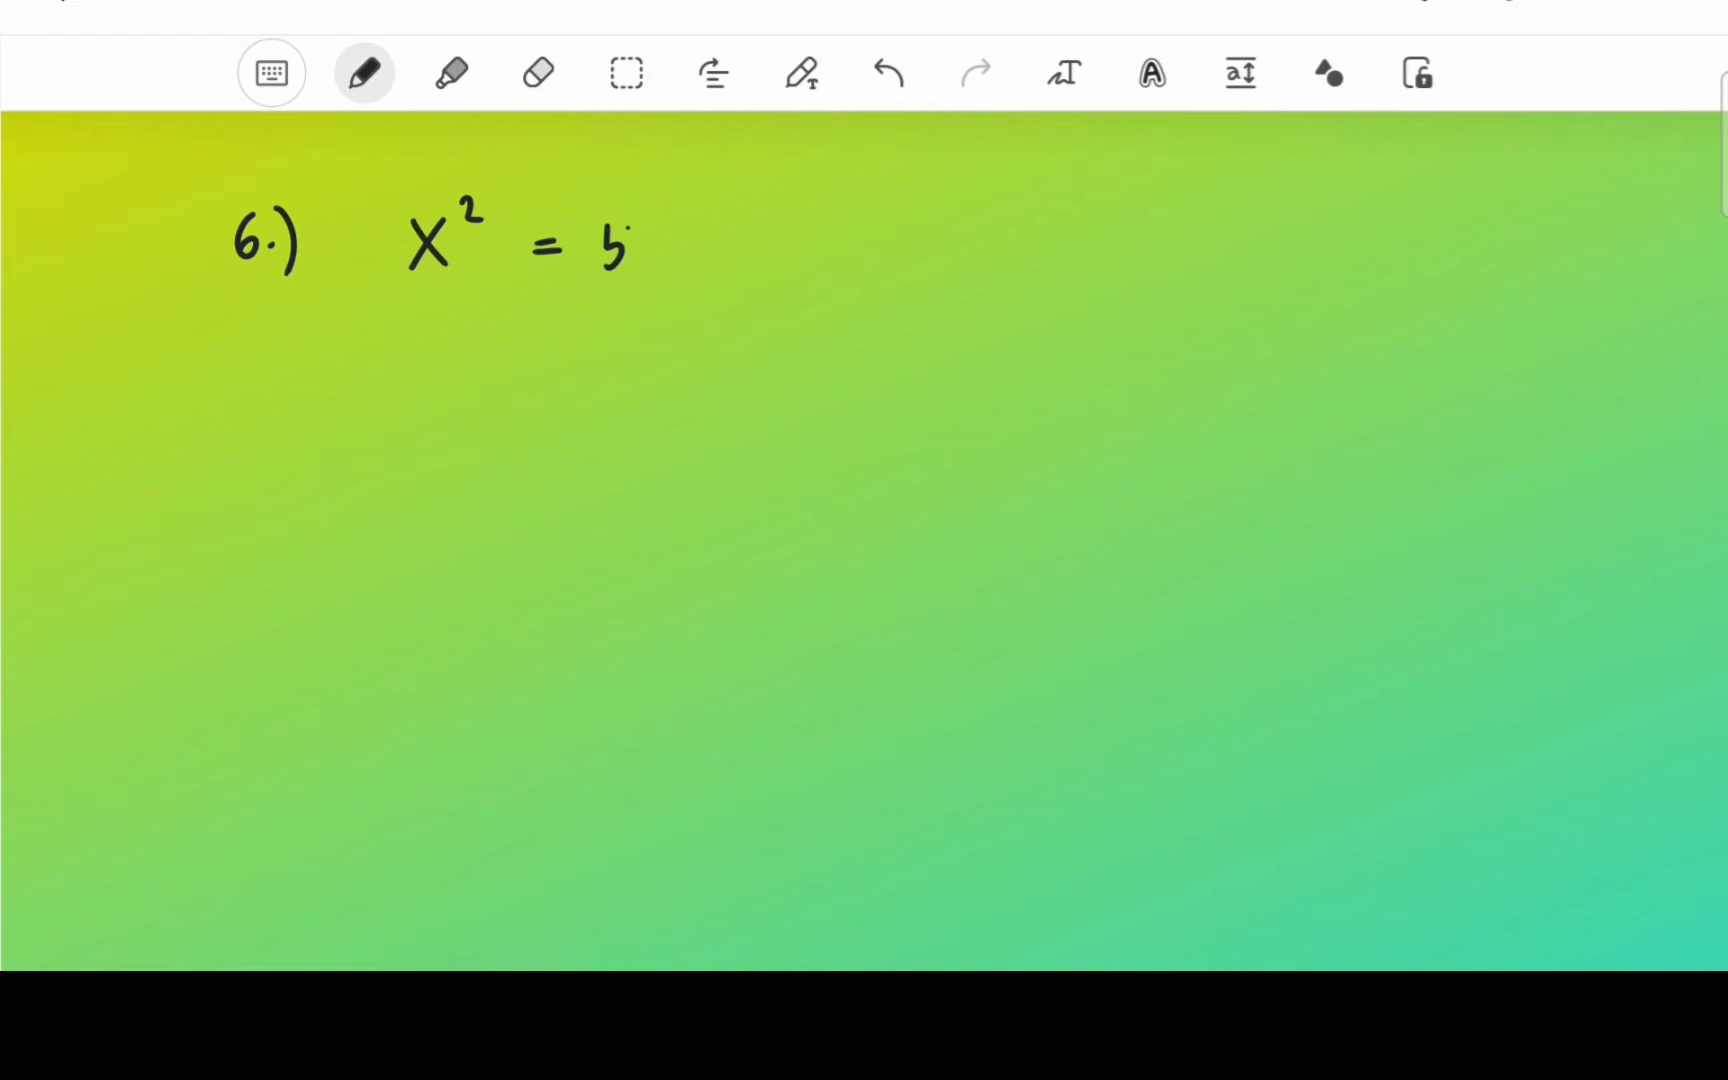 6.) X² = 5